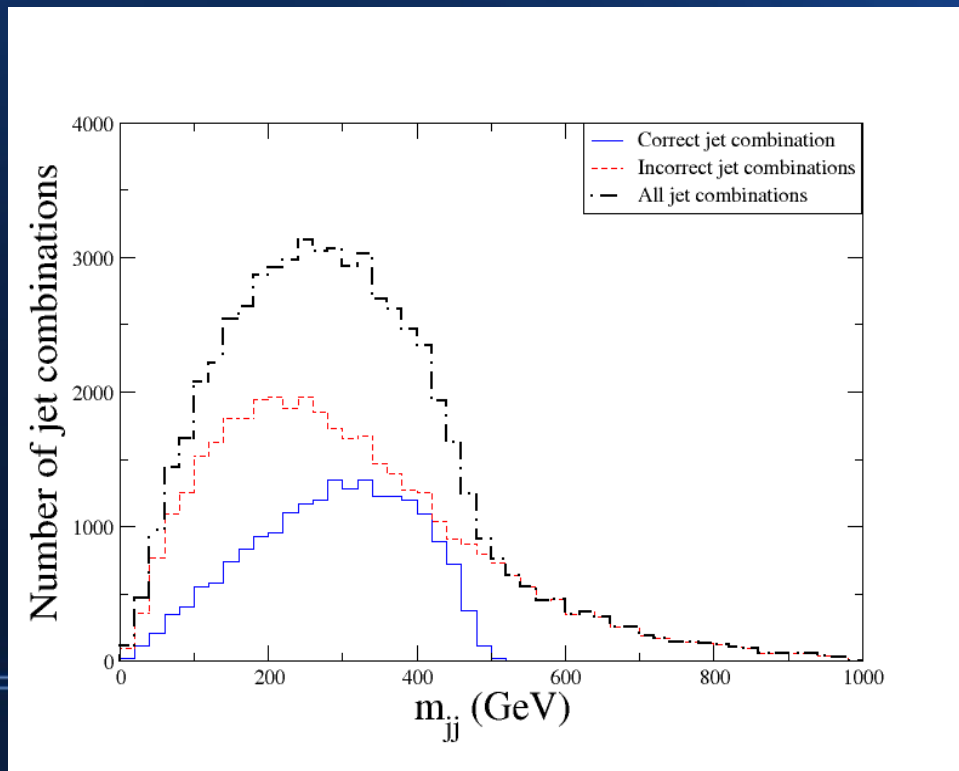 4000
3000
2000
1000
0
Number of jet combinations
Correct jet combination
Incorrect jet combinations
All jet combinations
0 200 400 600 800 1000
m_jj (GeV)